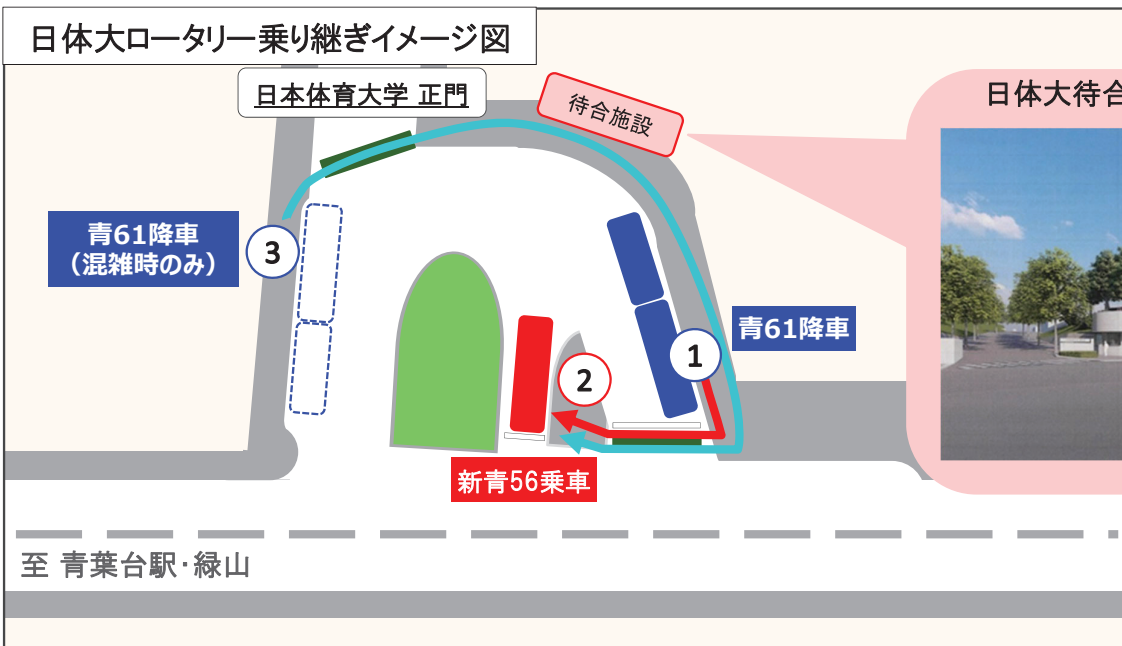 日体大ロータリー乗り継ぎイメージ図
日本体育大学 正門
待合施設
日体大待合
青61降車
（混雑時のみ）
3
青61降車
1
2
新青56乗車
至 青葉台駅・緑山